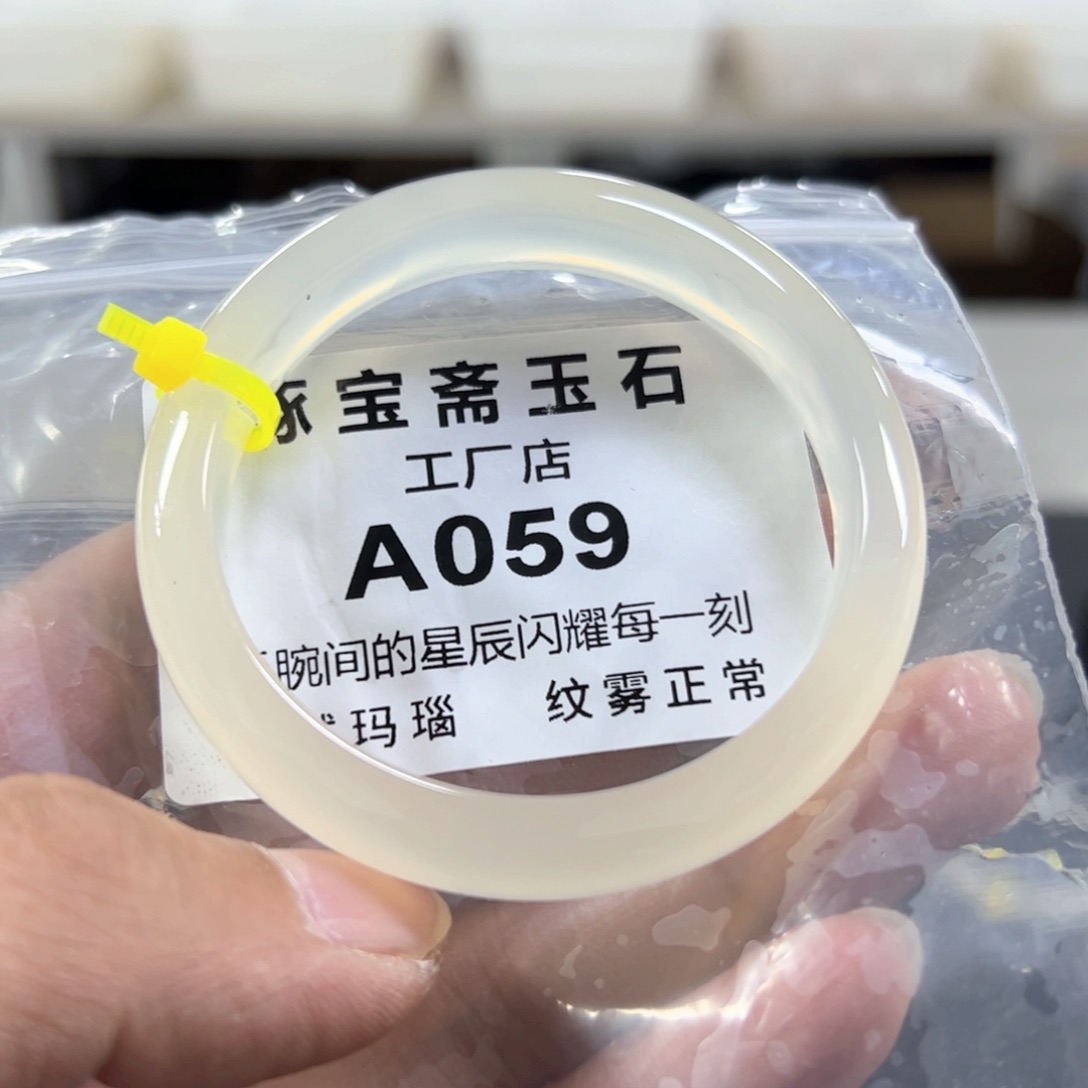 宝斋玉石
工厂店
A059
腕间的星辰闪耀每一刻
玛瑙 纹雾正常